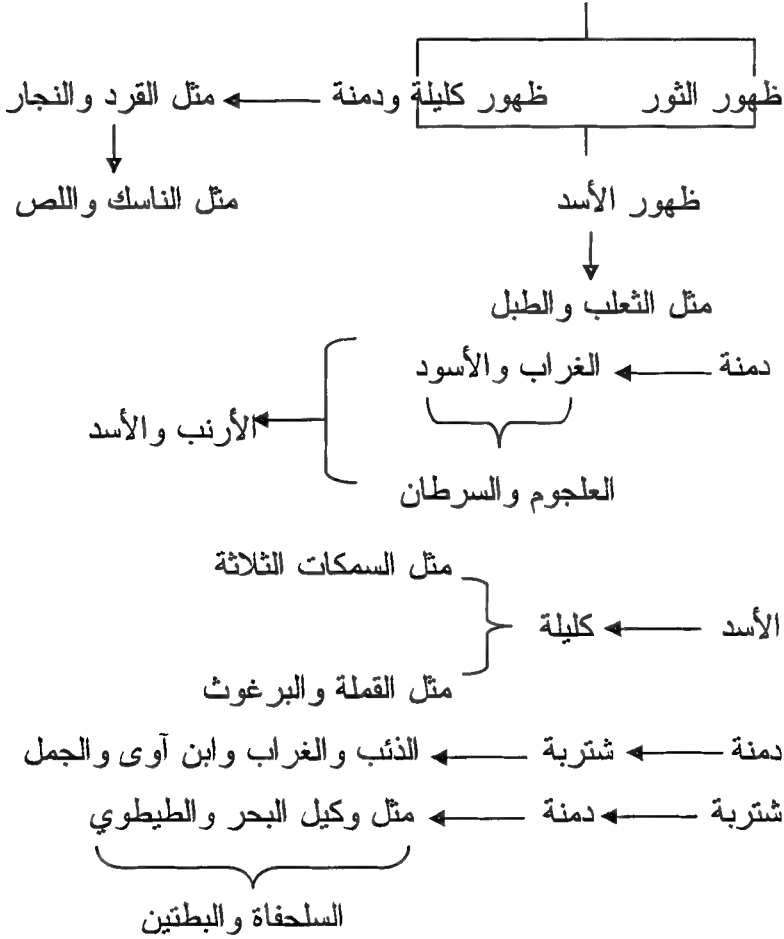 ظهور الثور ظهور كليلة ودمنة مثل القرد والنجار
ظهور الأسد مثل الناسك واللص
مثل الثعلب والطبل
دمنة الغراب والأسود
الأرنب والأسد
العلجوم والسرطان
مثل السمكات الثلاثة
الأسد كليلة
مثل القملة والبرغوث
دمنة شتربة الذئب والغراب وابن آوى والجمل
شتربة دمنة مثل وكيل البحر والطيطوي
السلحفاة والبطتين